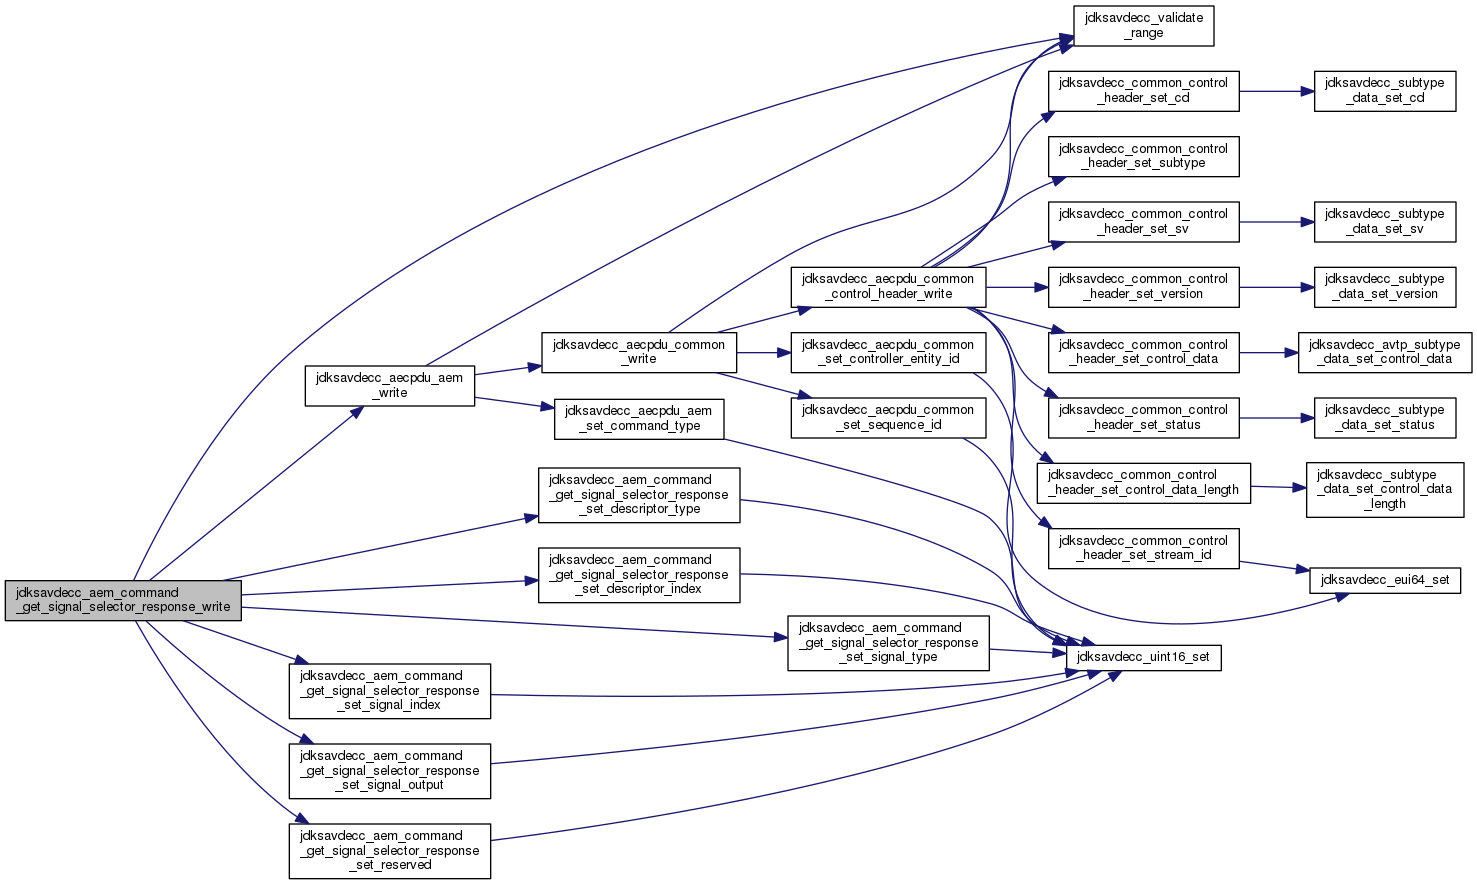 jdksavdecc_aem_command
_get_signal_selector_response_write
jdksavdecc_validate
_range
jdksavdecc_aecpdu_aem
_write
jdksavdecc_aecpdu_common
_write
jdksavdecc_aecpdu_common
_control_header_write
jdksavdecc_common_control
_header_set_cd
jdksavdecc_subtype
_data_set_cd
jdksavdecc_common_control
_header_set_subtype
jdksavdecc_common_control
_header_set_sv
jdksavdecc_subtype
_data_set_sv
jdksavdecc_common_control
_header_set_version
jdksavdecc_subtype
_data_set_version
jdksavdecc_common_control
_header_set_control_data
jdksavdecc_avtp_subtype
_data_set_control_data
jdksavdecc_common_control
_header_set_status
jdksavdecc_subtype
_data_set_status
jdksavdecc_common_control
_header_set_control_data_length
jdksavdecc_subtype
_data_set_control_data
_length
jdksavdecc_common_control
_header_set_stream_id
jdksavdecc_eui64_set
jdksavdecc_aecpdu_common
_set_controller_entity_id
jdksavdecc_aecpdu_common
_set_sequence_id
jdksavdecc_aecpdu_aem
_set_command_type
jdksavdecc_aem_command
_get_signal_selector_response
_set_descriptor_type
jdksavdecc_aem_command
_get_signal_selector_response
_set_descriptor_index
jdksavdecc_aem_command
_get_signal_selector_response
_set_signal_type
jdksavdecc_uint16_set
jdksavdecc_aem_command
_get_signal_selector_response
_set_signal_index
jdksavdecc_aem_command
_get_signal_selector_response
_set_signal_output
jdksavdecc_aem_command
_get_signal_selector_response
_set_reserved